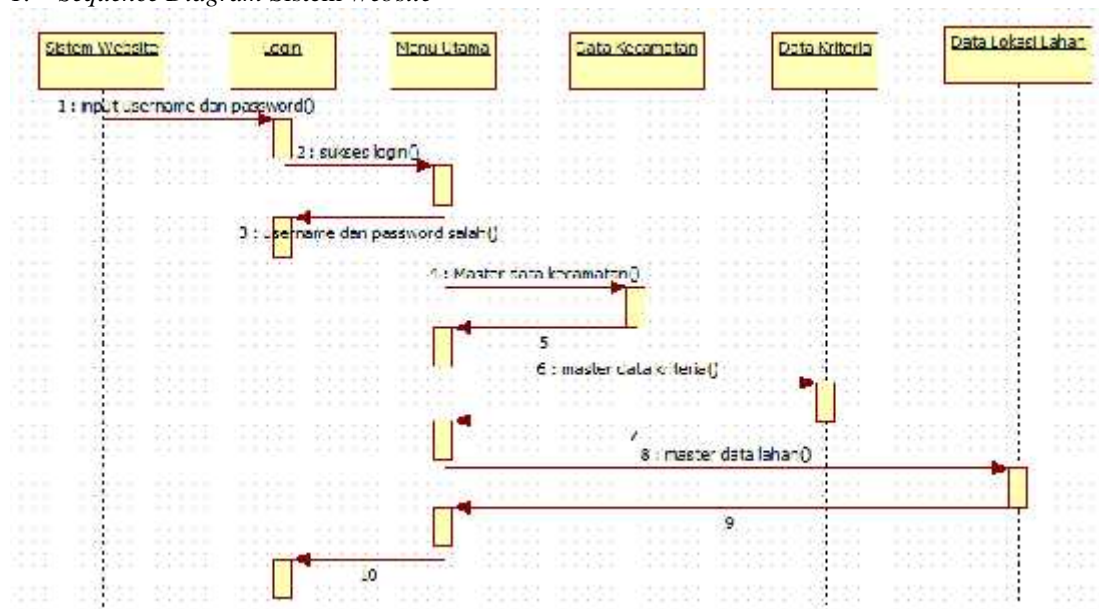 Sequence Diagram Sistem Website
Sistem Website
Login
Menu Utama
Data Kecamatan
Data Kriteria
Data Lokasi Lahan
1 : input username dan password()
2 : sukses login()
3 : username dan password salah()
4 : Master data kecamatan()
5
6 : master data kriteria()
7
8 : master data lahan()
9
10